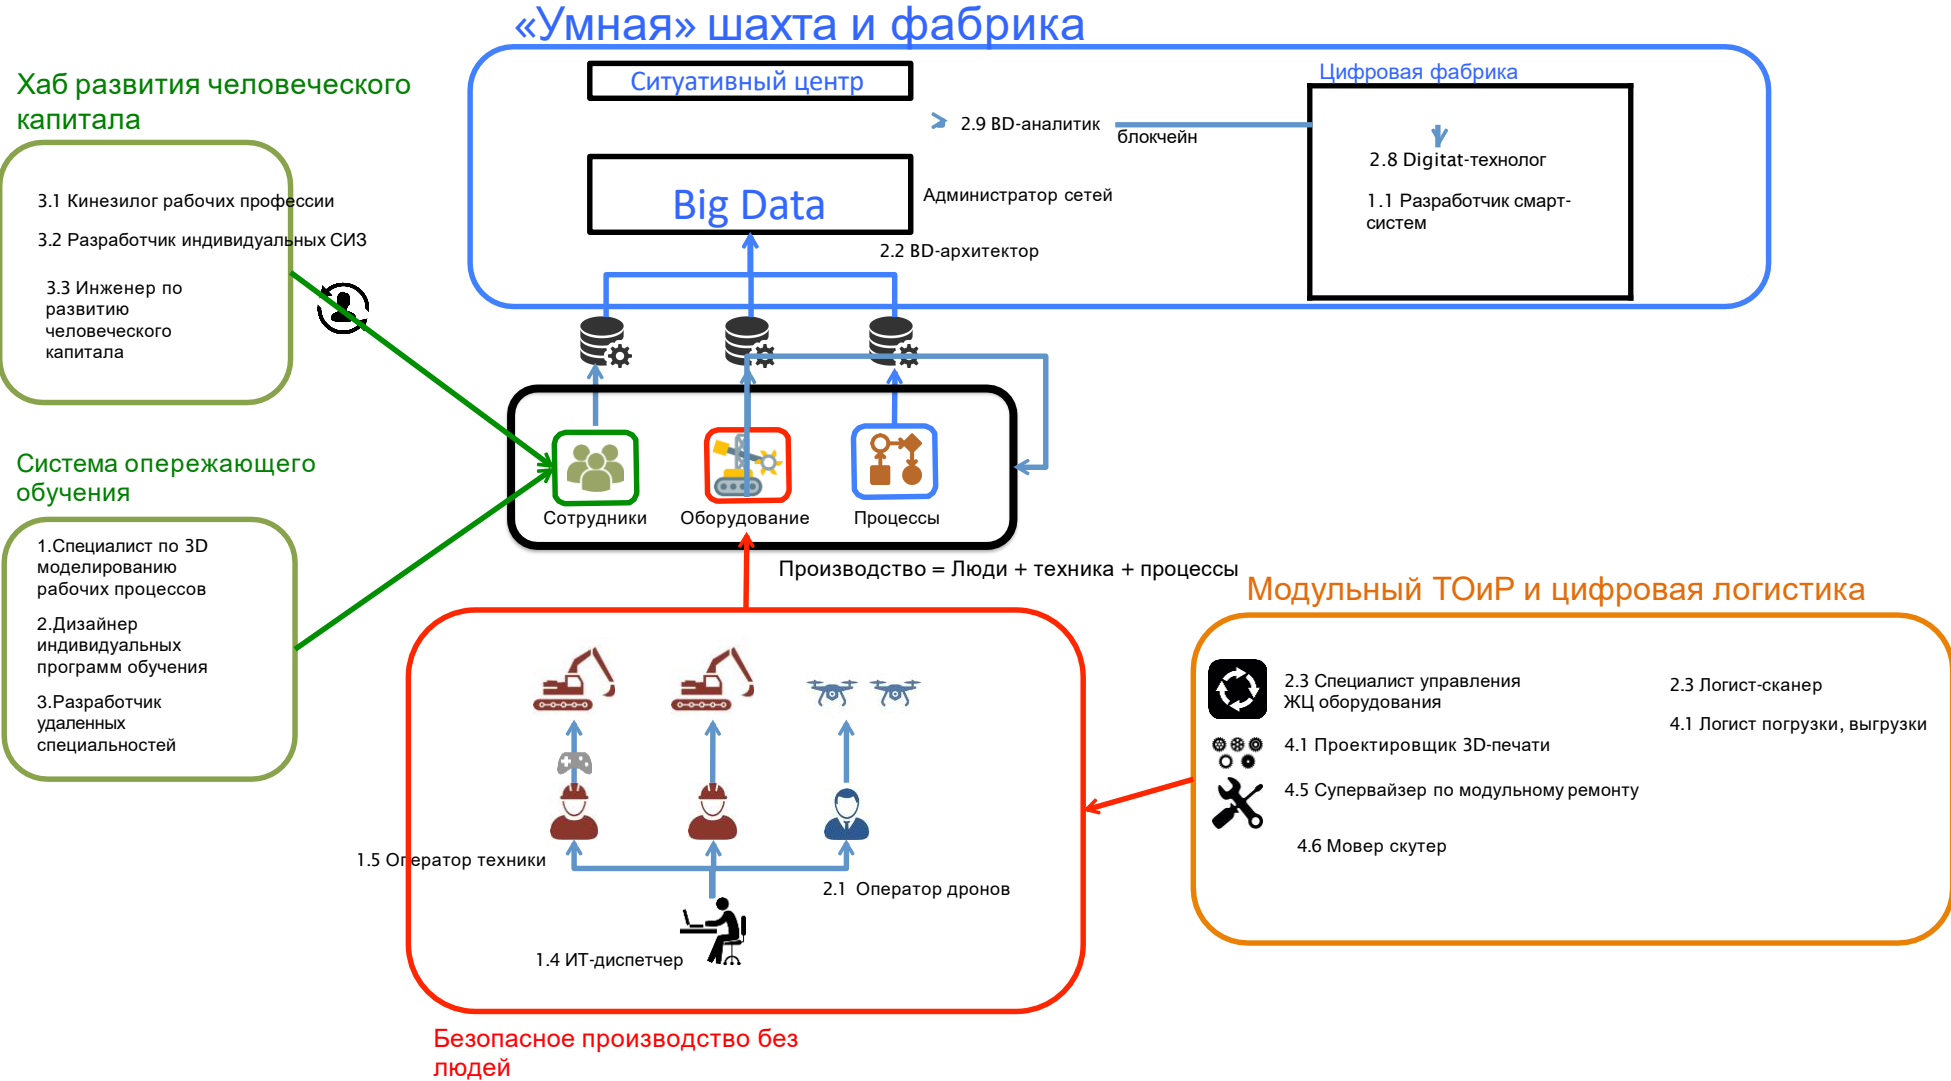 «Умная» шахта и фабрика
Хаб развития человеческого
капитала
3.1 Кинезилог рабочих профессии
3.2 Разработчик индивидуальных СИЗ
3.3 Инженер по
развитию
человеческого
капитала
Ситуативный центр
2.9 BD-аналитик
блокчейн
Big Data
Администратор сетей
2.2 BD-архитектор
Цифровая фабрика
2.8 Digitat-технолог
1.1 Разработчик смарт-
систем
Система опережающего
обучения
1.Специалист по 3D
моделированию
рабочих процессов
2.Дизайнер
индивидуальных
программ обучения
3.Разработчик
удаленных
специальностей
Сотрудники
Оборудование
Процессы
Производство = Люди + техника + процессы
Модульный ТОиР и цифровая логистика
2.3 Специалист управления
ЖЦ оборудования
4.1 Проектировщик 3D-печати
4.5 Супервайзер по модульному ремонту
4.6 Мовер скутер
2.3 Логист-сканер
4.1 Логист погрузки, выгрузки
1.5 Оператор техники
2.1 Оператор дронов
1.4 ИТ-диспетчер
Безопасное производство без
людей